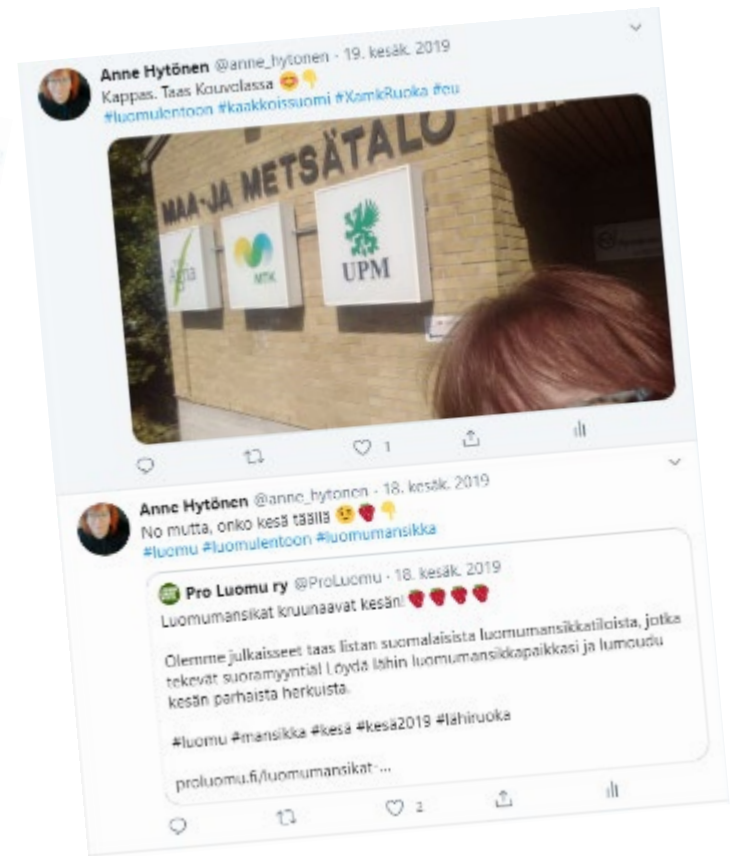 Anne Hytönen @anne_hytonen · 19. kesäk. 2019
Kappas. Taas Kouvolassa 😊👇
#luomulentoon #kaakkoissuomi #XamkRuoka #eu
MAA-JA METSÄTALO
Agna
MTK
UPM
1
Anne Hytönen @anne_hytonen · 18. kesäk. 2019
No mutta, onko kesä täällä 😉🍓👇
#luomu #luomulentoon #luomumansikka
Pro Luomu ry @ProLuomu · 18. kesäk. 2019
Luomumansikat kruunaavat kesän! 🍓🍓🍓🍓
Olemme julkaisseet taas listan suomalaisista luomumansikkatiloista, jotka
tekevät suoramyyntiä! Löydä lähin luomumansikkapaikkasi ja lumoudu
kesän parhaista herkuista.
#luomu #mansikka #kesä #kesä2019 #lähiruoka
proluomu.fi/luomumansikat-...
2